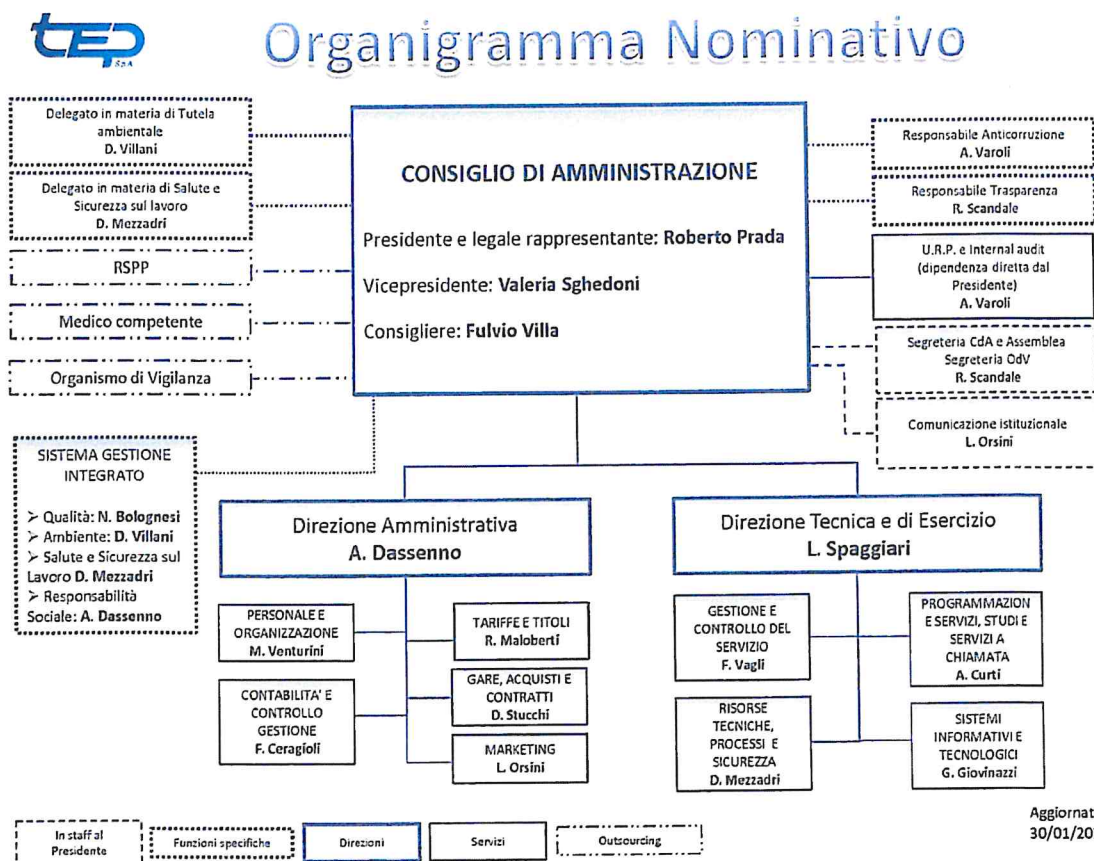 tep
SpA
Organigramma Nominativo
Delegato in materia di Tutela
ambientale
D. Villani
Delegato in materia di Salute e
Sicurezza sul lavoro
D. Mezzadri
RSPP
Medico competente
Organismo di Vigilanza
CONSIGLIO DI AMMINISTRAZIONE
Presidente e legale rappresentante: Roberto Prada
Vicepresidente: Valeria Sghedoni
Consigliere: Fulvio Villa
Responsabile Anticorruzione
A. Varoli
Responsabile Trasparenza
R. Scandale
U.R.P. e Internal audit
(dipendenza diretta dal
Presidente)
A. Varoli
Segreteria CdA e Assemblea
Segreteria OdV
R. Scandale
Comunicazione istituzionale
L. Orsini
SISTEMA GESTIONE
INTEGRATO
➢ Qualità: N. Bolognesi
➢ Ambiente: D. Villani
➢ Salute e Sicurezza sul
Lavoro D. Mezzadri
➢ Responsabilità
Sociale: A. Dassenno
Direzione Amministrativa
A. Dassenno
Direzione Tecnica e di Esercizio
L. Spaggiari
PERSONALE E
ORGANIZZAZIONE
M. Venturini
TARIFFE E TITOLI
R. Maloberti
CONTABILITA' E
CONTROLLO
GESTIONE
F. Ceragioli
GARE, ACQUISTI E
CONTRATTI
D. Stucchi
MARKETING
L. Orsini
GESTIONE E
CONTROLLO DEL
SERVIZIO
F. Vagli
PROGRAMMAZION
E SERVIZI, STUDI E
SERVIZI A
CHIAMATA
A. Curti
RISORSE
TECNICHE,
PROCESSI E
SICUREZZA
D. Mezzadri
SISTEMI
INFORMATIVI E
TECNOLOGICI
G. Giovinazzi
In staff al
Presidente
Funzioni specifiche
Direzioni
Servizi
Outsourcing
Aggiornat
30/01/20